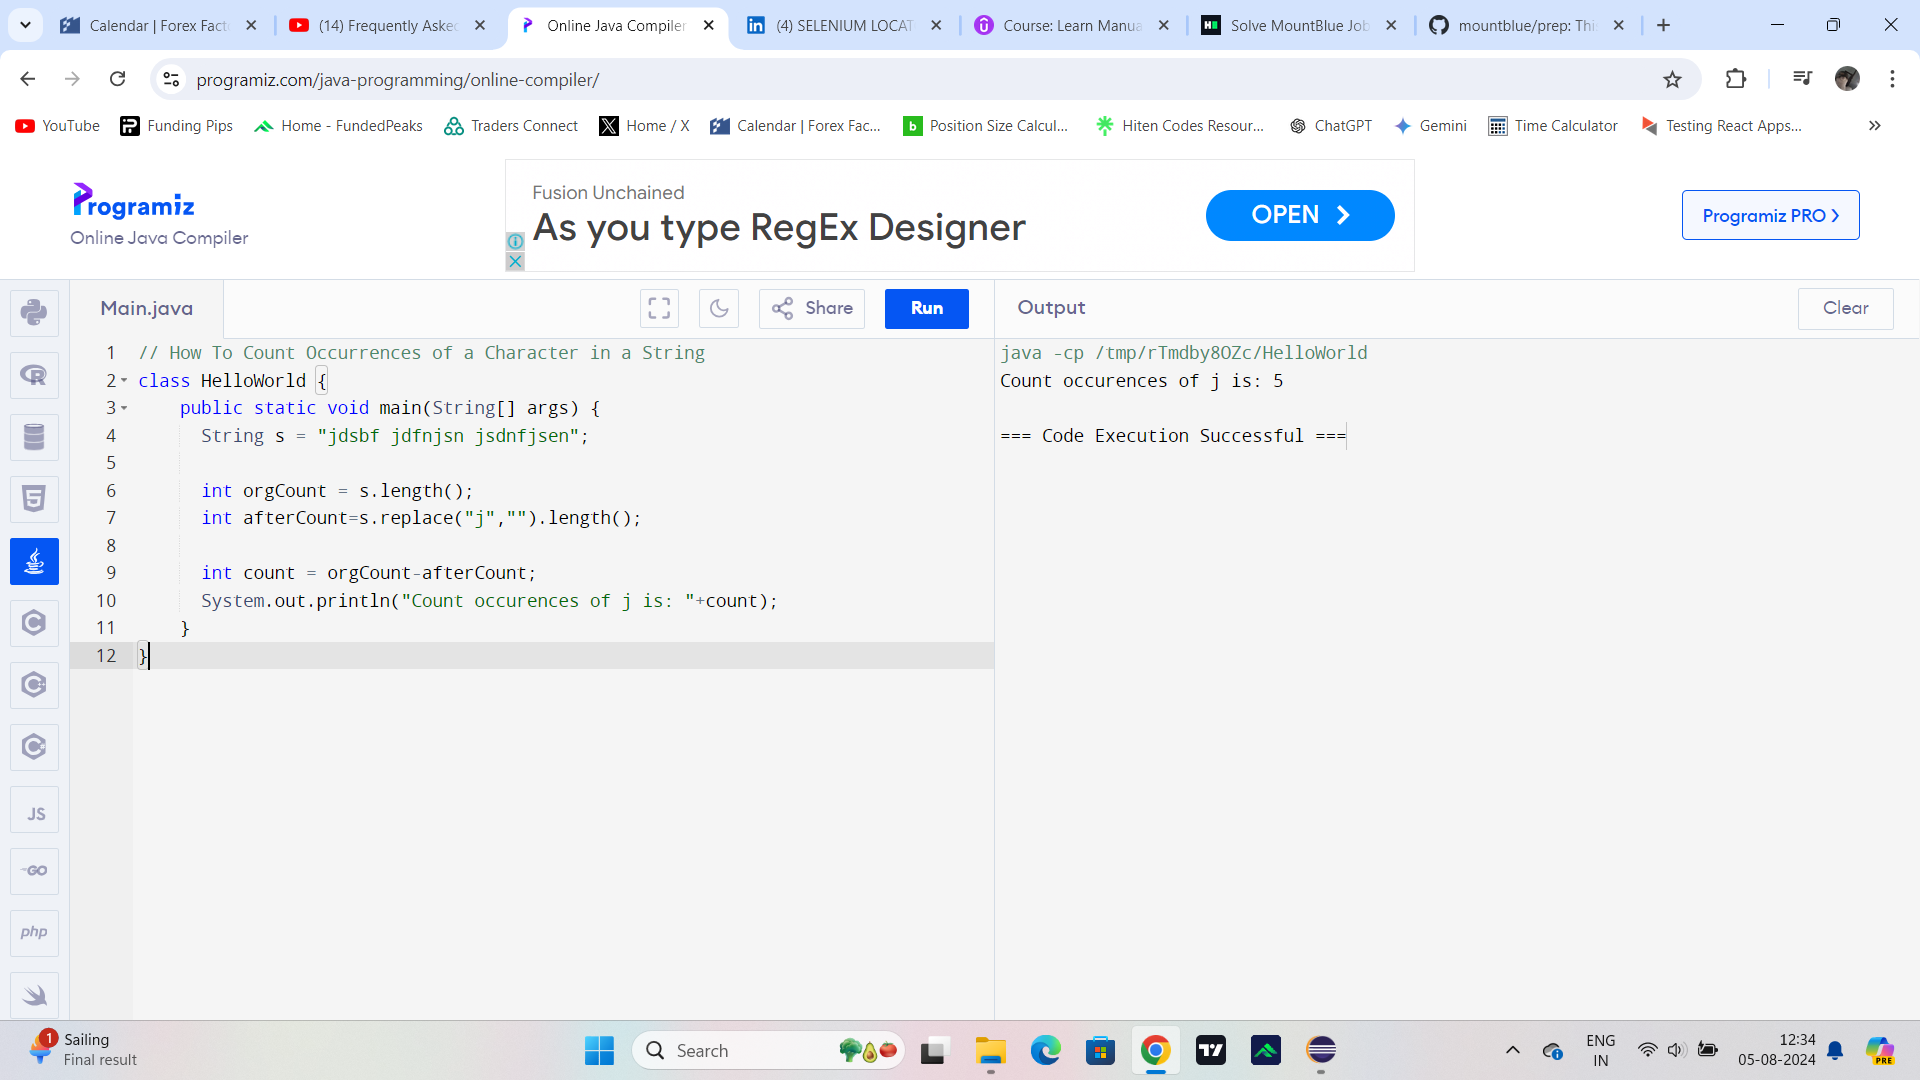 Calendar | Forex Fact
(14) Frequently Asked
Online Java Compiler
(4) SELENIUM LOCAT
Course: Learn Manua
Solve MountBlue Job
mountblue/prep: Thi
programiz.com/java-programming/online-compiler/
YouTube
Funding Pips
Home - FundedPeaks
Traders Connect
Home / X
Calendar | Forex Fac...
Position Size Calcul...
Hiten Codes Resour...
ChatGPT
Gemini
Time Calculator
Testing React Apps...
Programiz
Online Java Compiler
Fusion Unchained
As you type RegEx Designer
OPEN
Programiz PRO
Main.java
Share
Run
Output
Clear
1 // How To Count Occurrences of a Character in a String
2 class HelloWorld {
3 public static void main(String[] args) {
4 String s = "jdsbf jdfnjsn jsdnfjsen";
5
6 int orgCount = s.length();
7 int afterCount=s.replace("j","").length();
8
9 int count = orgCount-afterCount;
10 System.out.println("Count occurences of j is: "+count);
11 }
12 }
java -cp /tmp/rTmdby8OZc/HelloWorld
Count occurences of j is: 5
=== Code Execution Successful ===
JS
GO
php
1
Sailing
Final result
Search
ENG
IN
12:34
05-08-2024
PRE